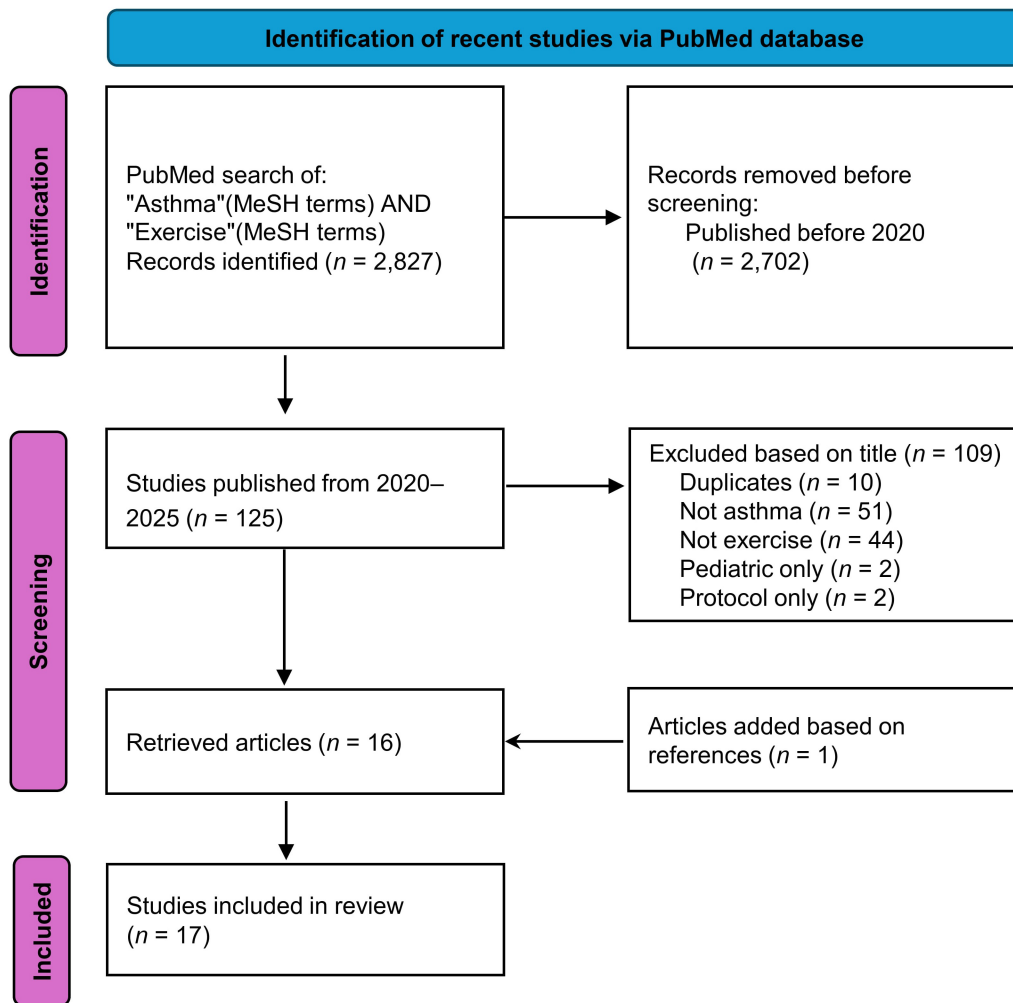 Identification of recent studies via PubMed database
Identification
PubMed search of:
"Asthma"(MeSH terms) AND
"Exercise"(MeSH terms)
Records identified (n = 2,827)
Records removed before
screening:
Published before 2020
(n = 2,702)
Screening
Studies published from 2020–
2025 (n = 125)
Excluded based on title (n = 109)
Duplicates (n = 10)
Not asthma (n = 51)
Not exercise (n = 44)
Pediatric only (n = 2)
Protocol only (n = 2)
Retrieved articles (n = 16)
Articles added based on
references (n = 1)
Included
Studies included in review
(n = 17)